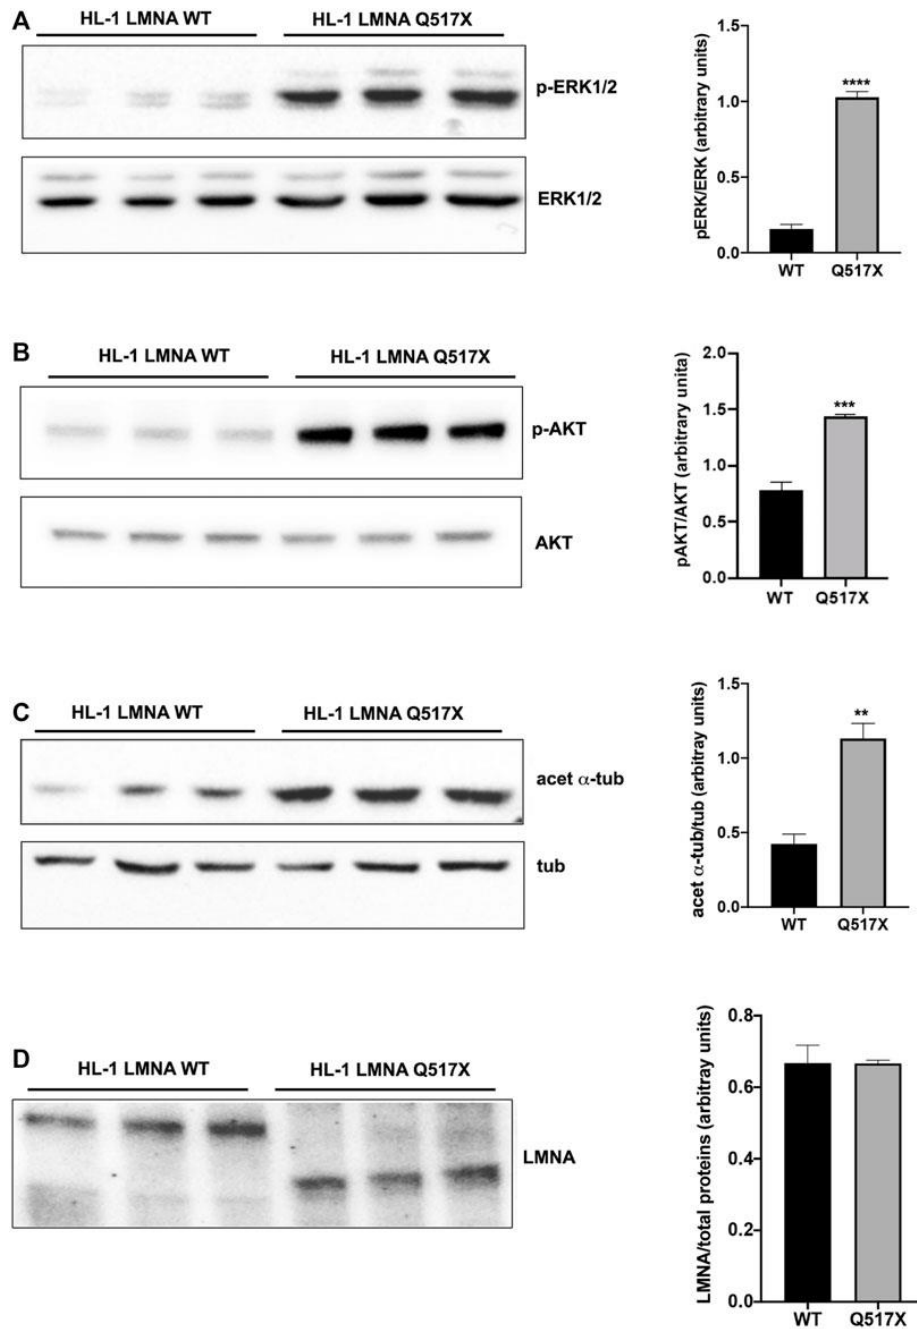 A
HL-1 LMNA WT
HL-1 LMNA Q517X
p-ERK1/2
ERK1/2
pERK/ERK (arbitrary units)
1.5
1.0
0.5
0.0
****
WT
Q517X
B
HL-1 LMNA WT
HL-1 LMNA Q517X
p-AKT
AKT
pAKT/AKT (arbitrary unita)
2.0
1.5
1.0
0.5
0.0
***
WT
Q517X
C
HL-1 LMNA WT
HL-1 LMNA Q517X
acet α-tub
tub
acet α-tub/tub (arbitray units)
1.5
1.0
0.5
0.0
**
WT
Q517X
D
HL-1 LMNA WT
HL-1 LMNA Q517X
LMNA
LMNA/total proteins (arbitray units)
0.8
0.6
0.4
0.2
0.0
WT
Q517X